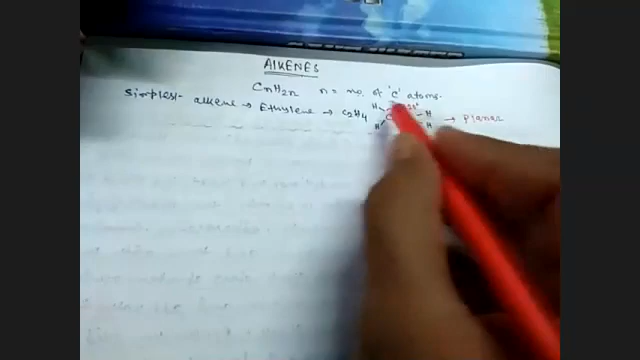 ALKENES
CnH2n n = no. of 'C' atoms.
simplest alkene → Ethylene → C2H4 → planar
H H
H H